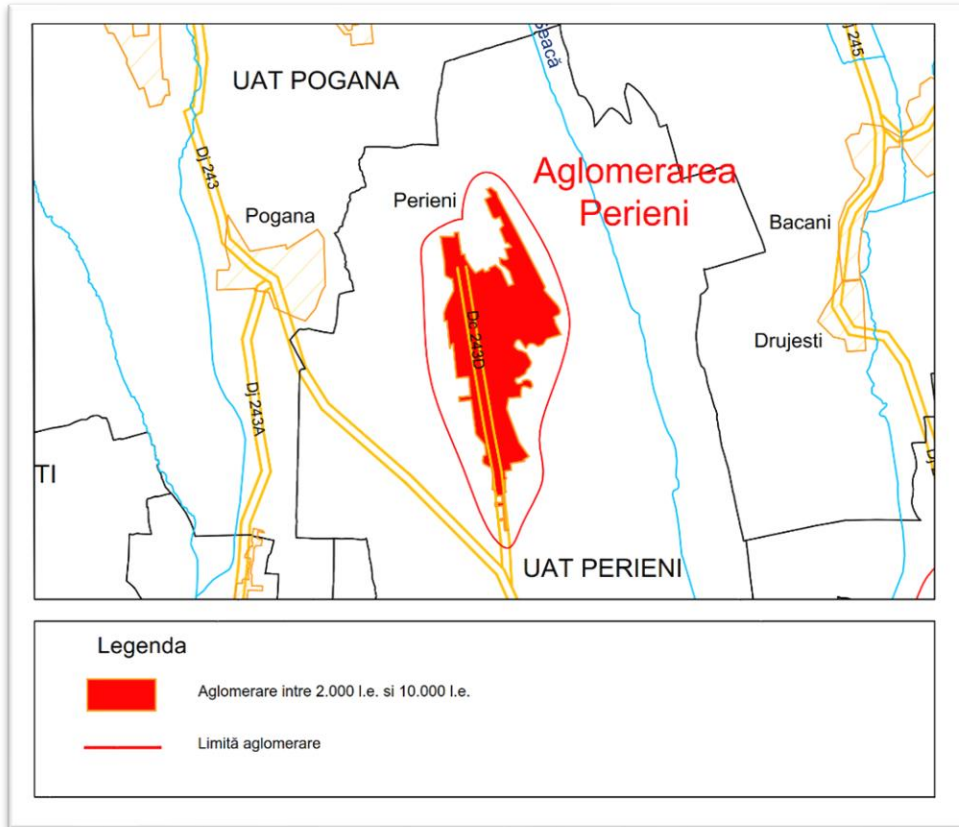 Seacă
Dj 245
UAT POGANA
Dj 243
Aglomerarea
Perieni
Perieni
Pogana
Bacani
Drujesti
Dc 243D
Dj 243A
TI
UAT PERIENI
Legenda
Aglomerare intre 2.000 l.e. si 10.000 l.e.
Limită aglomerare